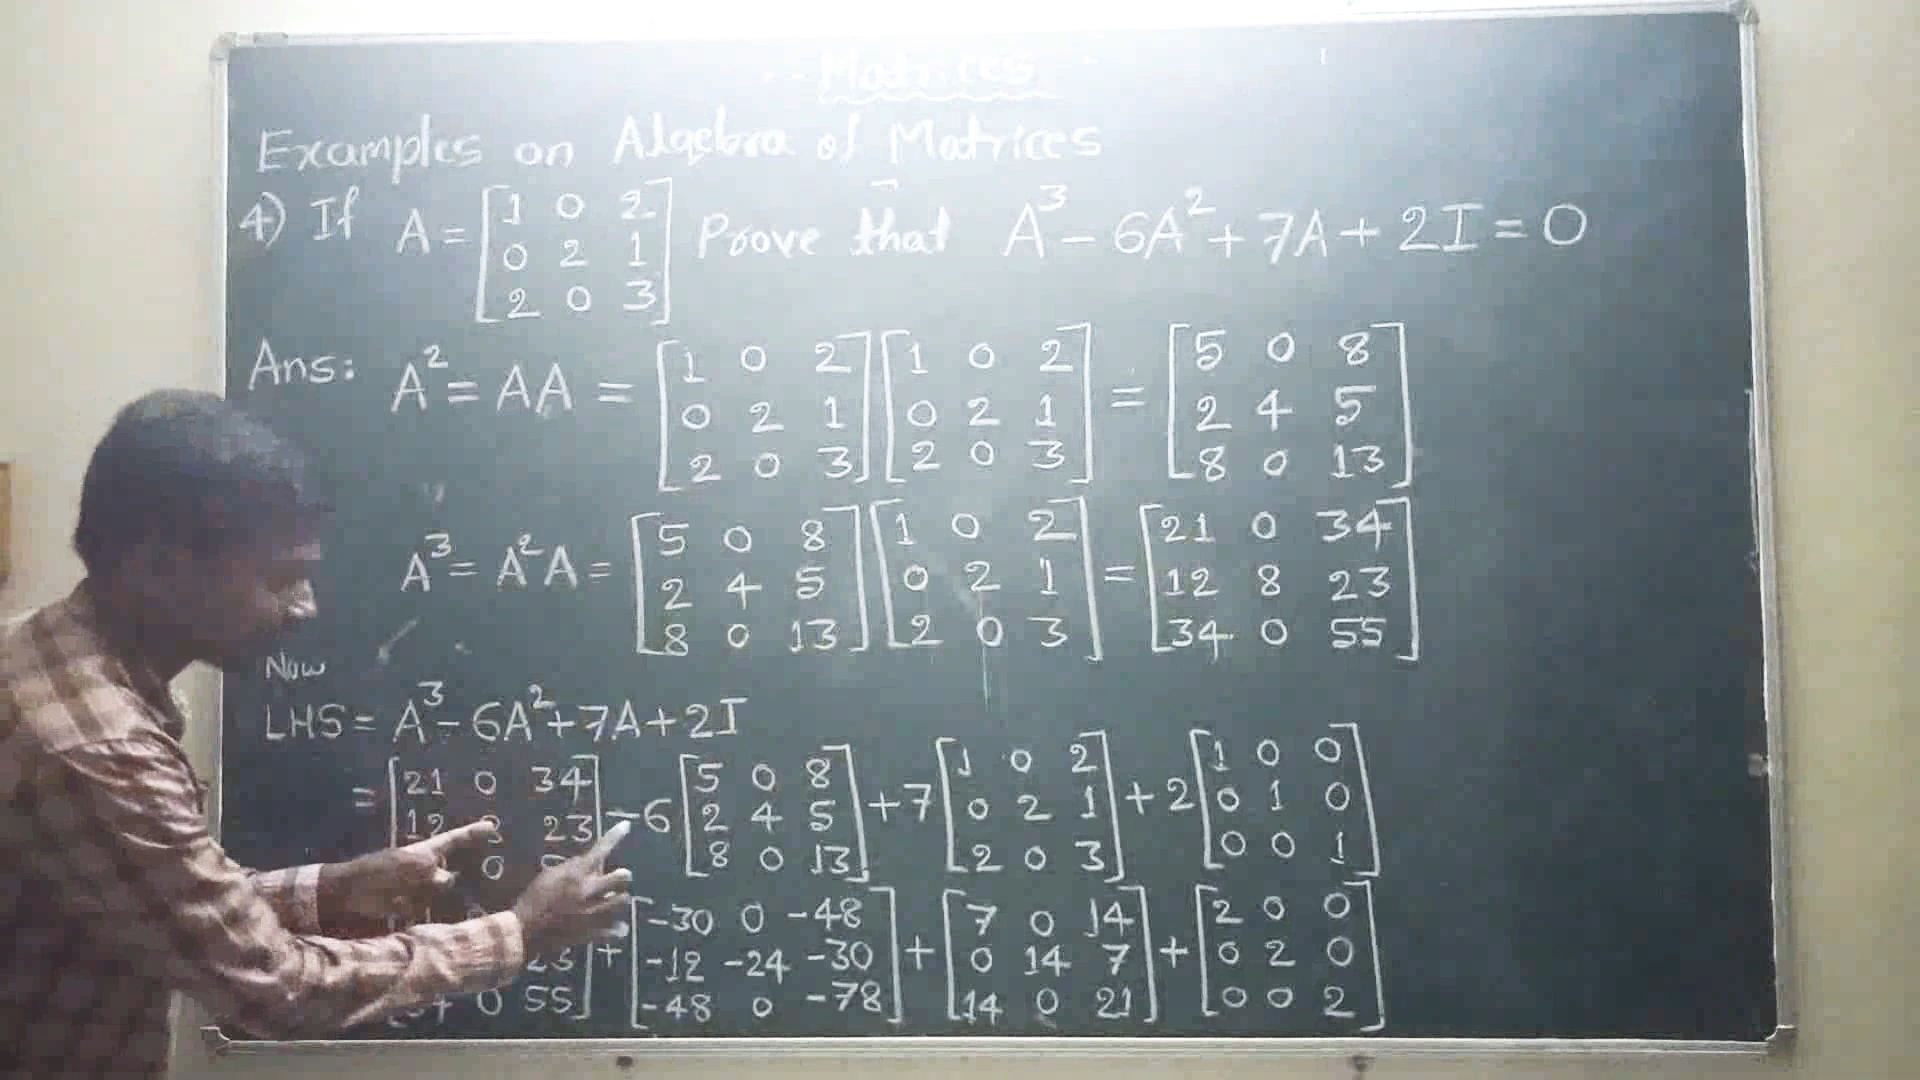 Matrices
Examples on Algebra of Matrices
4) If A = [1 0 2 Prove that A³ - 6A² + 7A + 2I = 0
0 2 1
2 0 3]
Ans: A² = AA = [1 0 2 0 2 1 2 0 3] [1 0 2 0 2 1 2 0 3] = [5 0 8 2 4 5 8 0 13]
A³ = A²A = [5 0 8 2 4 5 8 0 13] [1 0 2 0 2 1 2 0 3] = [21 0 34 12 8 23 34 0 55]
Now
LHS = A³ - 6A² + 7A + 2I
= [21 0 34 12 23 0] - 6 [5 0 8 2 4 5 8 0 13] + 7 [1 0 2 0 2 1 2 0 3] + 2 [1 0 0 0 1 0 0 0 1]
23 0 55] + [-30 0 -48 -12 -24 -30 -48 0 -78] + [7 0 14 0 14 7 14 0 21] + [2 0 0 0 2 0 0 0 2]